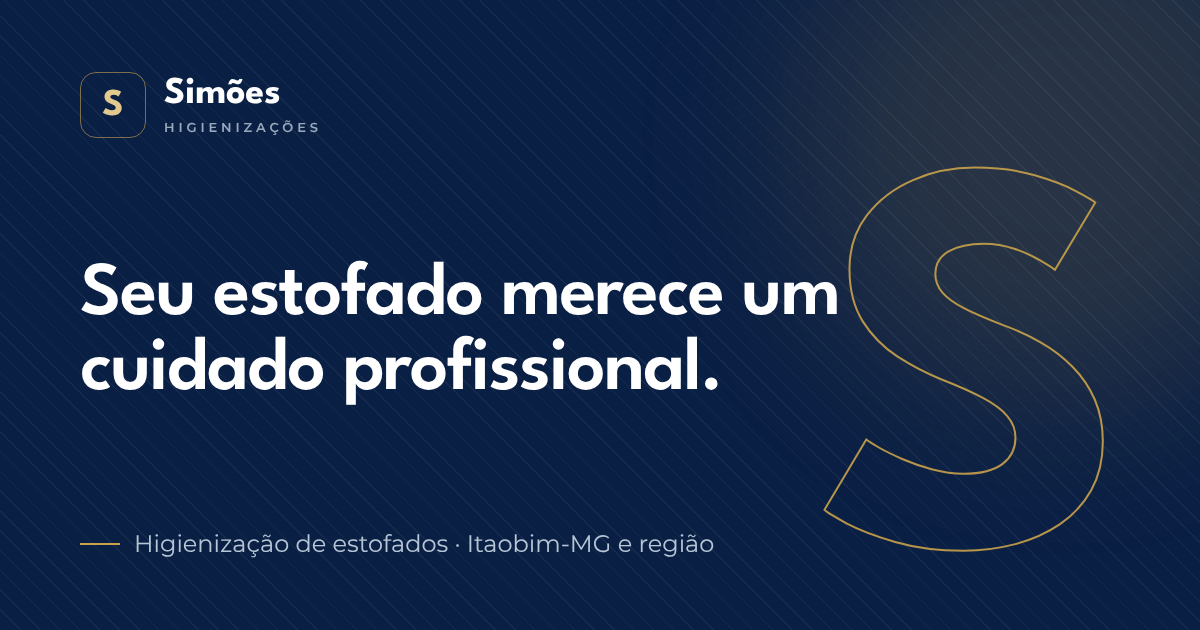 S
Simões
HIGIENIZAÇÕES
Seu estofado merece um
cuidado profissional.
S
Higienização de estofados · Itaobim-MG e região